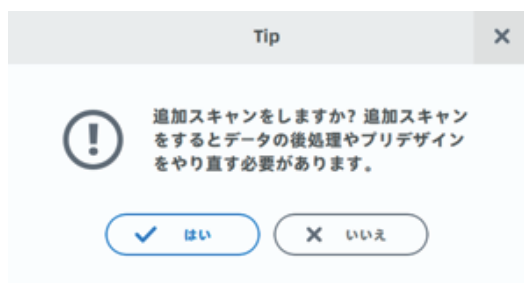 Tip
追加スキャンをしますか? 追加スキャン
をするとデータの後処理やプリデザイン
をやり直す必要があります。
はい
いいえ